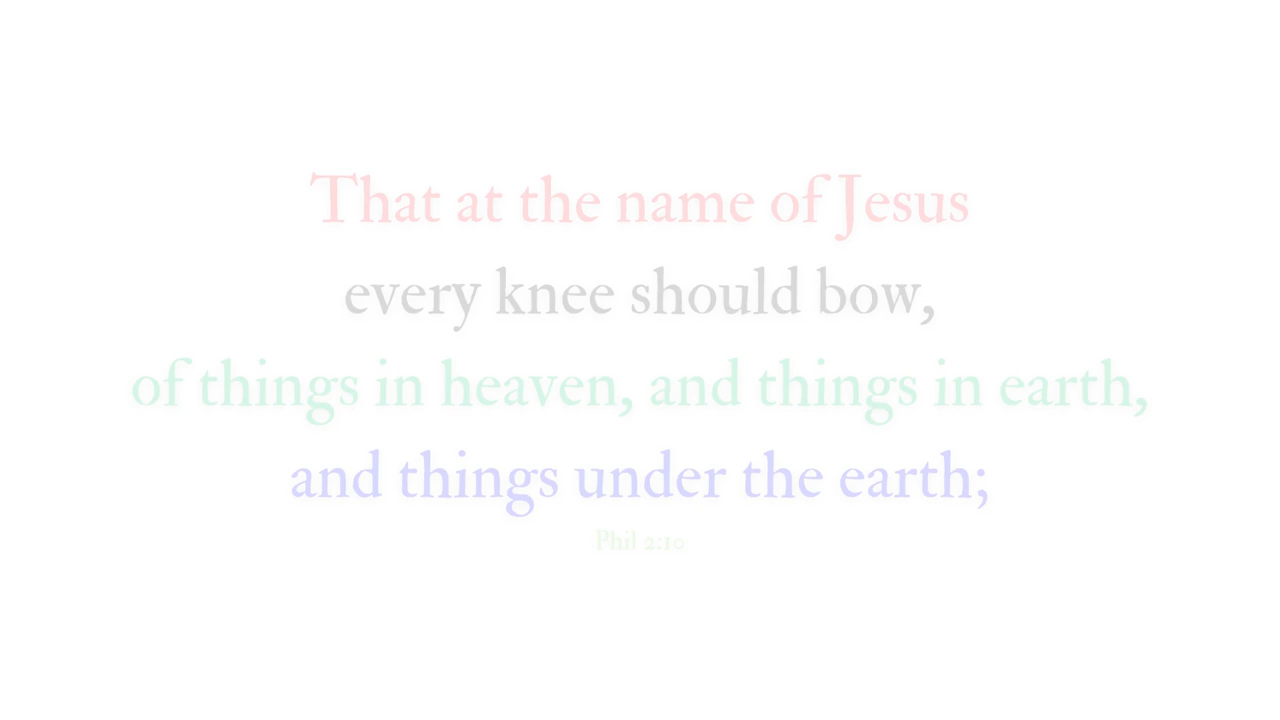 That at the name of Jesus
every knee should bow,
of things in heaven, and things in earth,
and things under the earth;
Phil 2:10